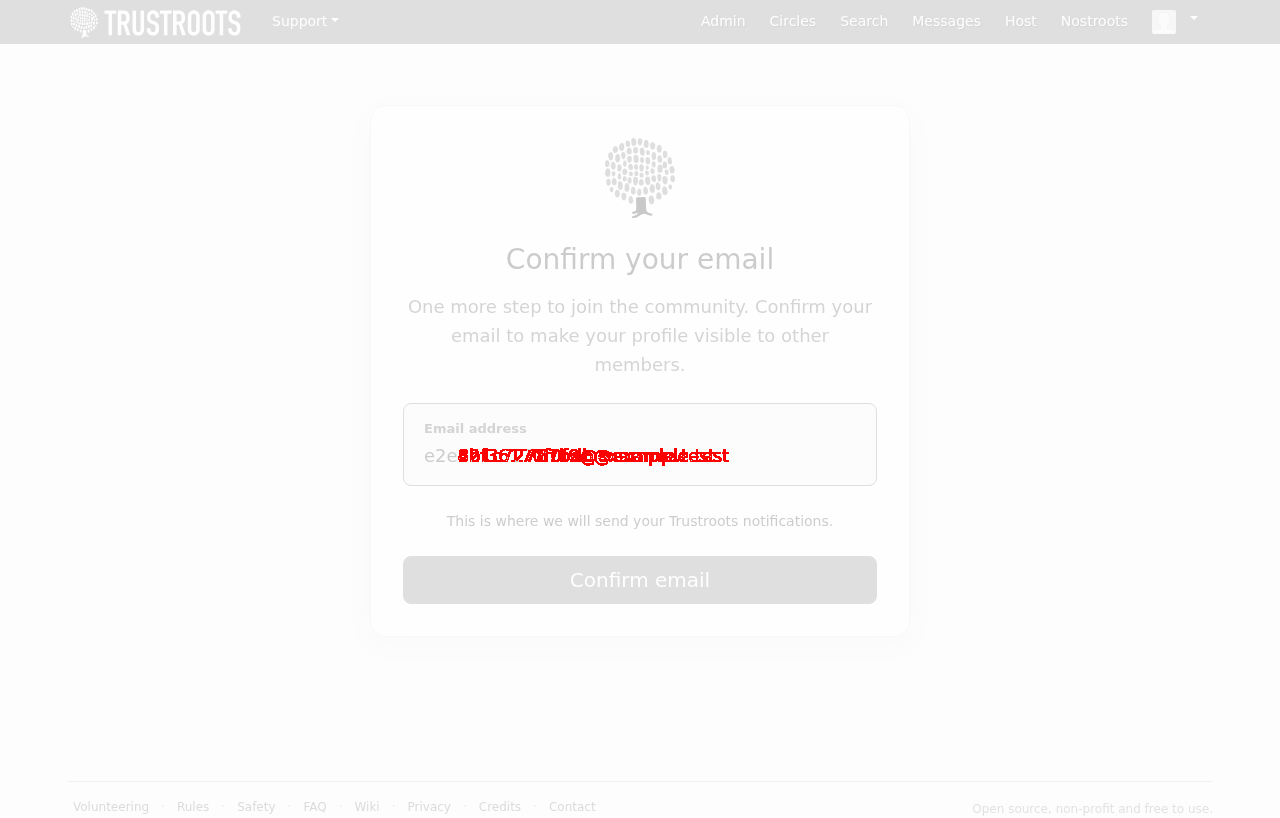 TRUSTROOTS Support Admin Circles Search Messages Host Nostroots
Confirm your email
One more step to join the community. Confirm your
email to make your profile visible to other
members.
Email address
This is where we will send your Trustroots notifications.
Confirm email
Volunteering · Rules · Safety · FAQ · Wiki · Privacy · Credits · Contact
Open source, non-profit and free to use.